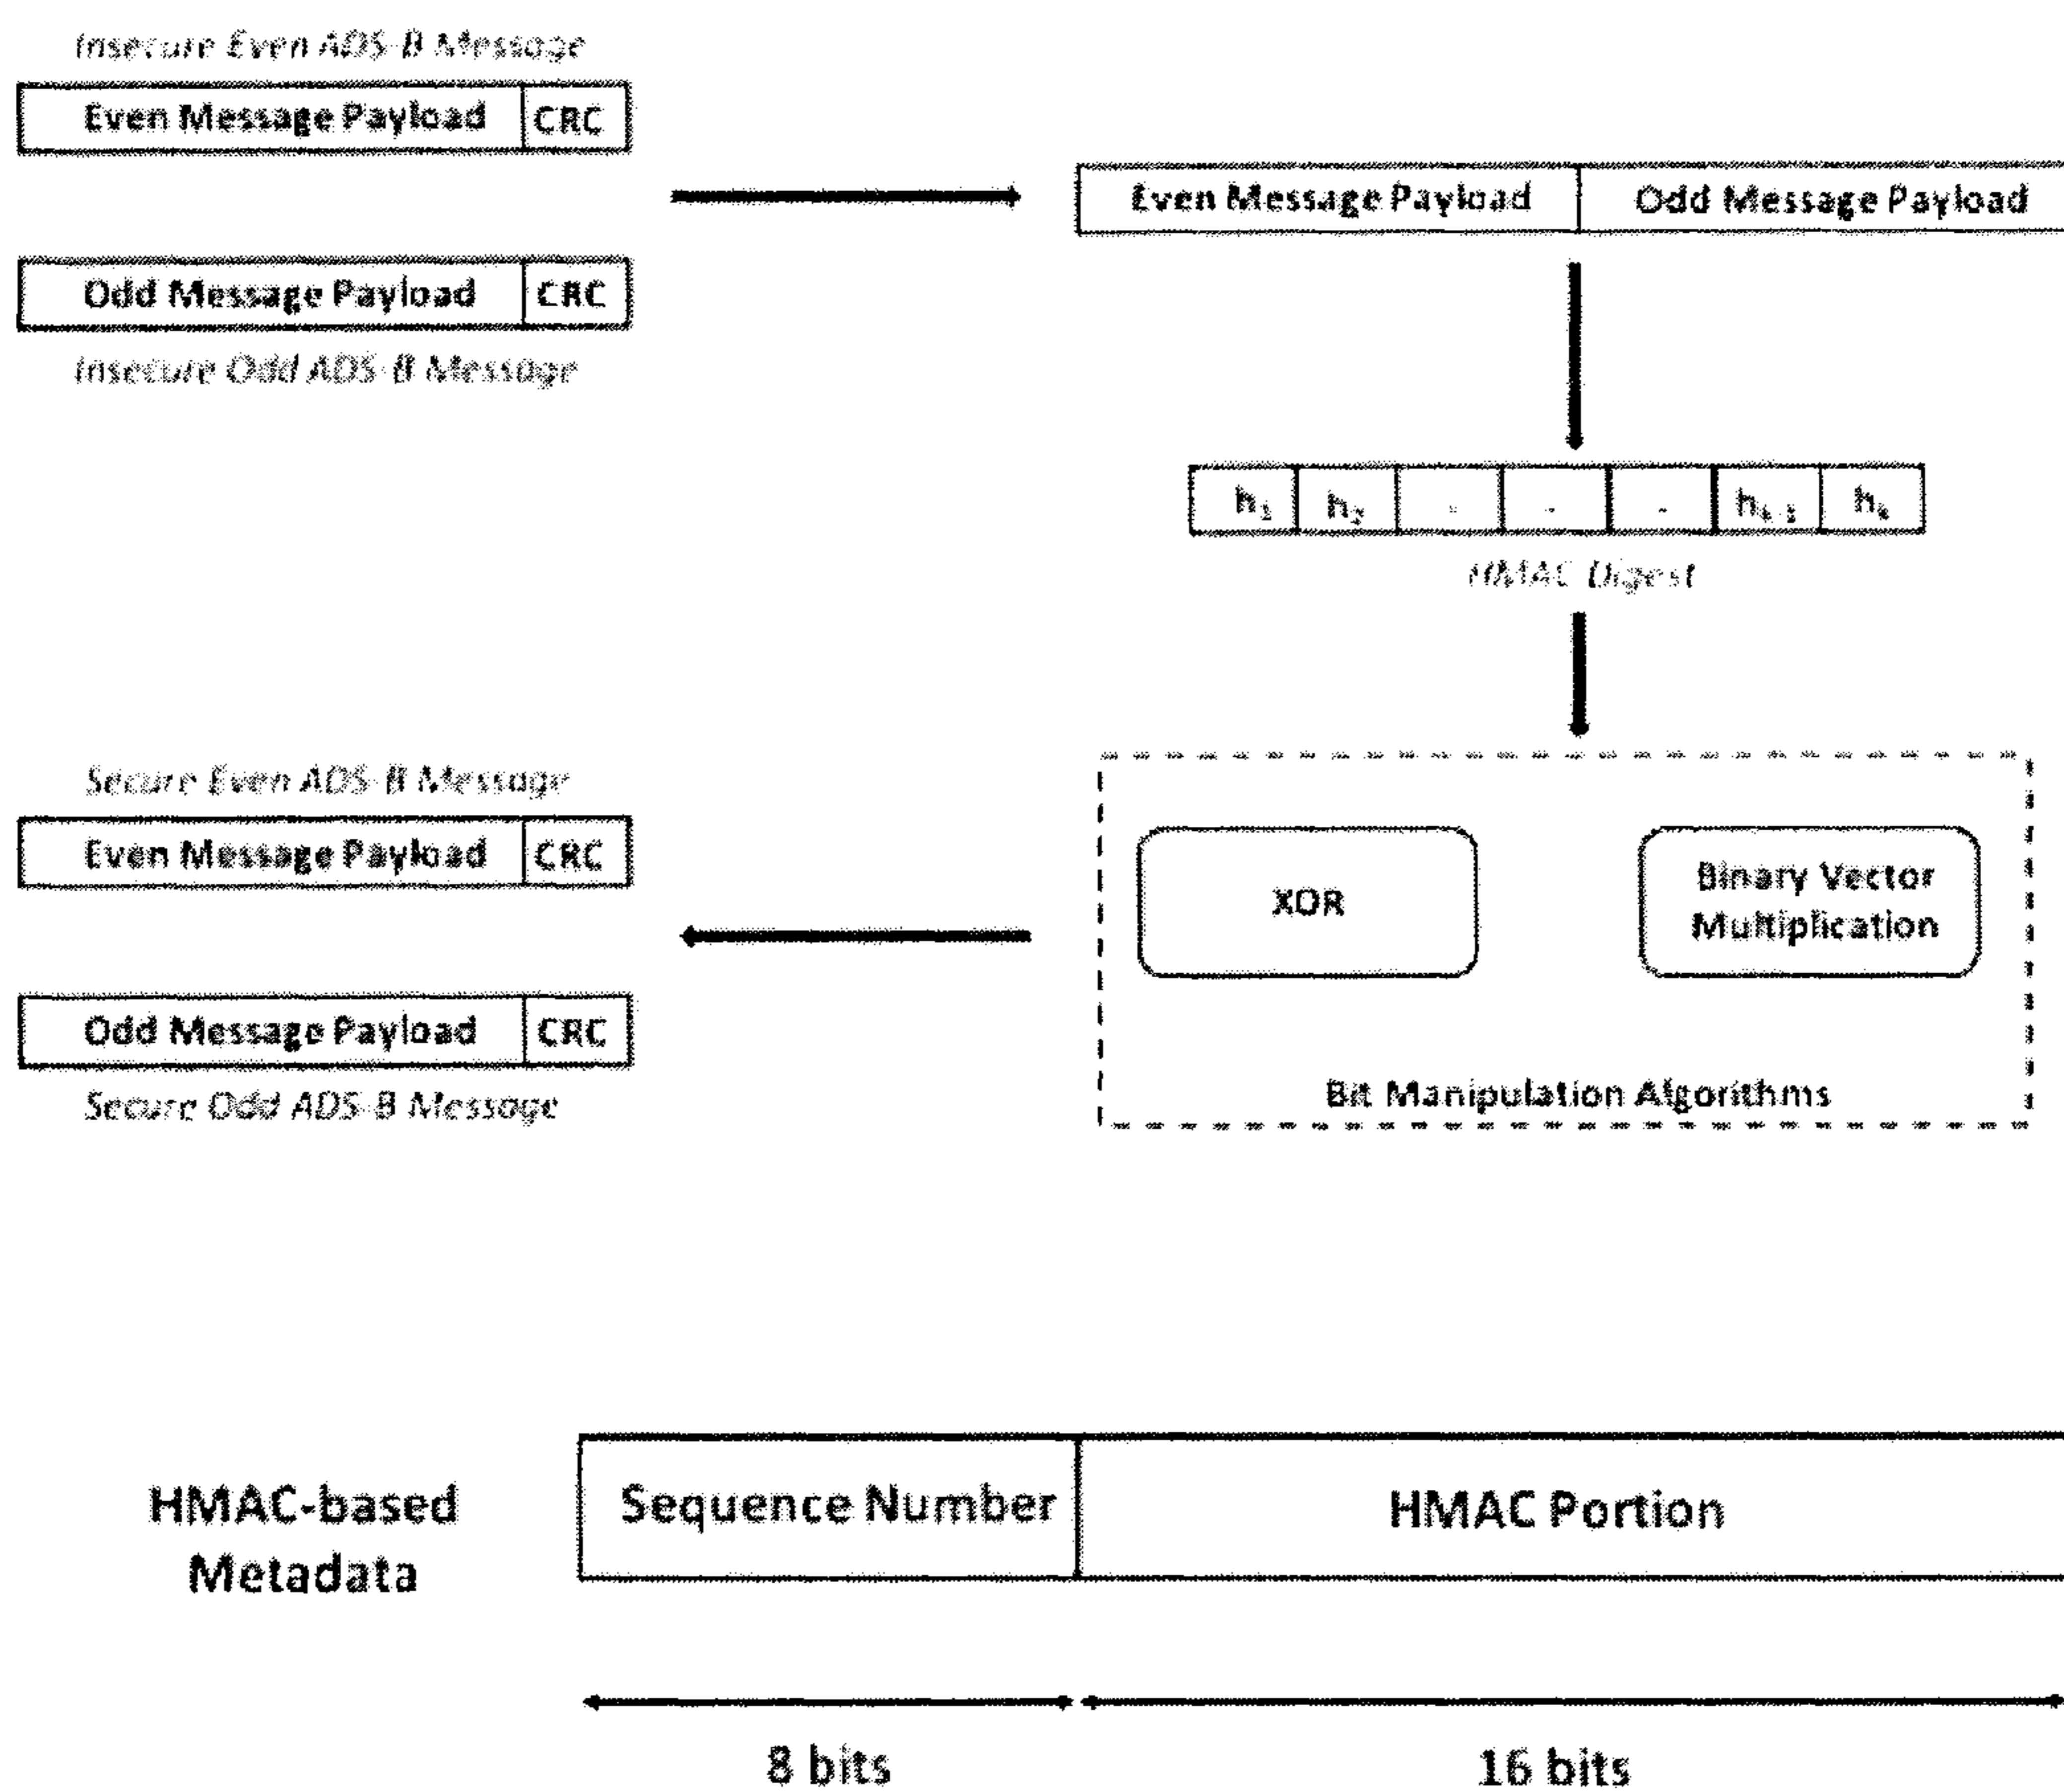 Insecure Even ADS-B Message
Even Message Payload CRC
Odd Message Payload CRC
Insecure Odd ADS-B Message
Even Message Payload Odd Message Payload
h₁ h₂ . . . hₖ₋₁ hₖ
HMAC Digest
XOR
Binary Vector
Multiplication
Bit Manipulation Algorithms
Secure Even ADS-B Message
Even Message Payload CRC
Odd Message Payload CRC
Secure Odd ADS-B Message
HMAC-based
Metadata
Sequence Number HMAC Portion
8 bits 16 bits